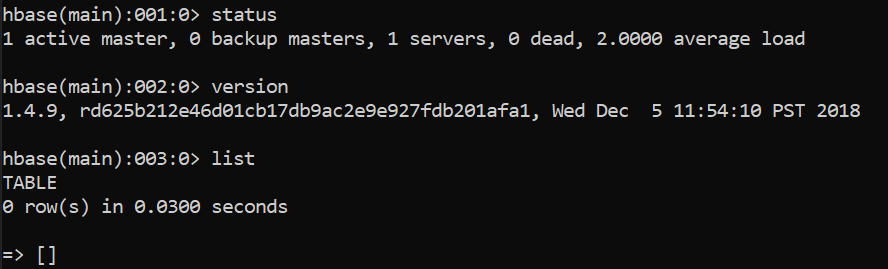 hbase(main):001:0> status
1 active master, 0 backup masters, 1 servers, 0 dead, 2.0000 average load
hbase(main):002:0> version
1.4.9, rd625b212e46d01cb17db9ac2e9e927fdb201afa1, Wed Dec  5 11:54:10 PST 2018
hbase(main):003:0> list
TABLE
0 row(s) in 0.0300 seconds
=> []